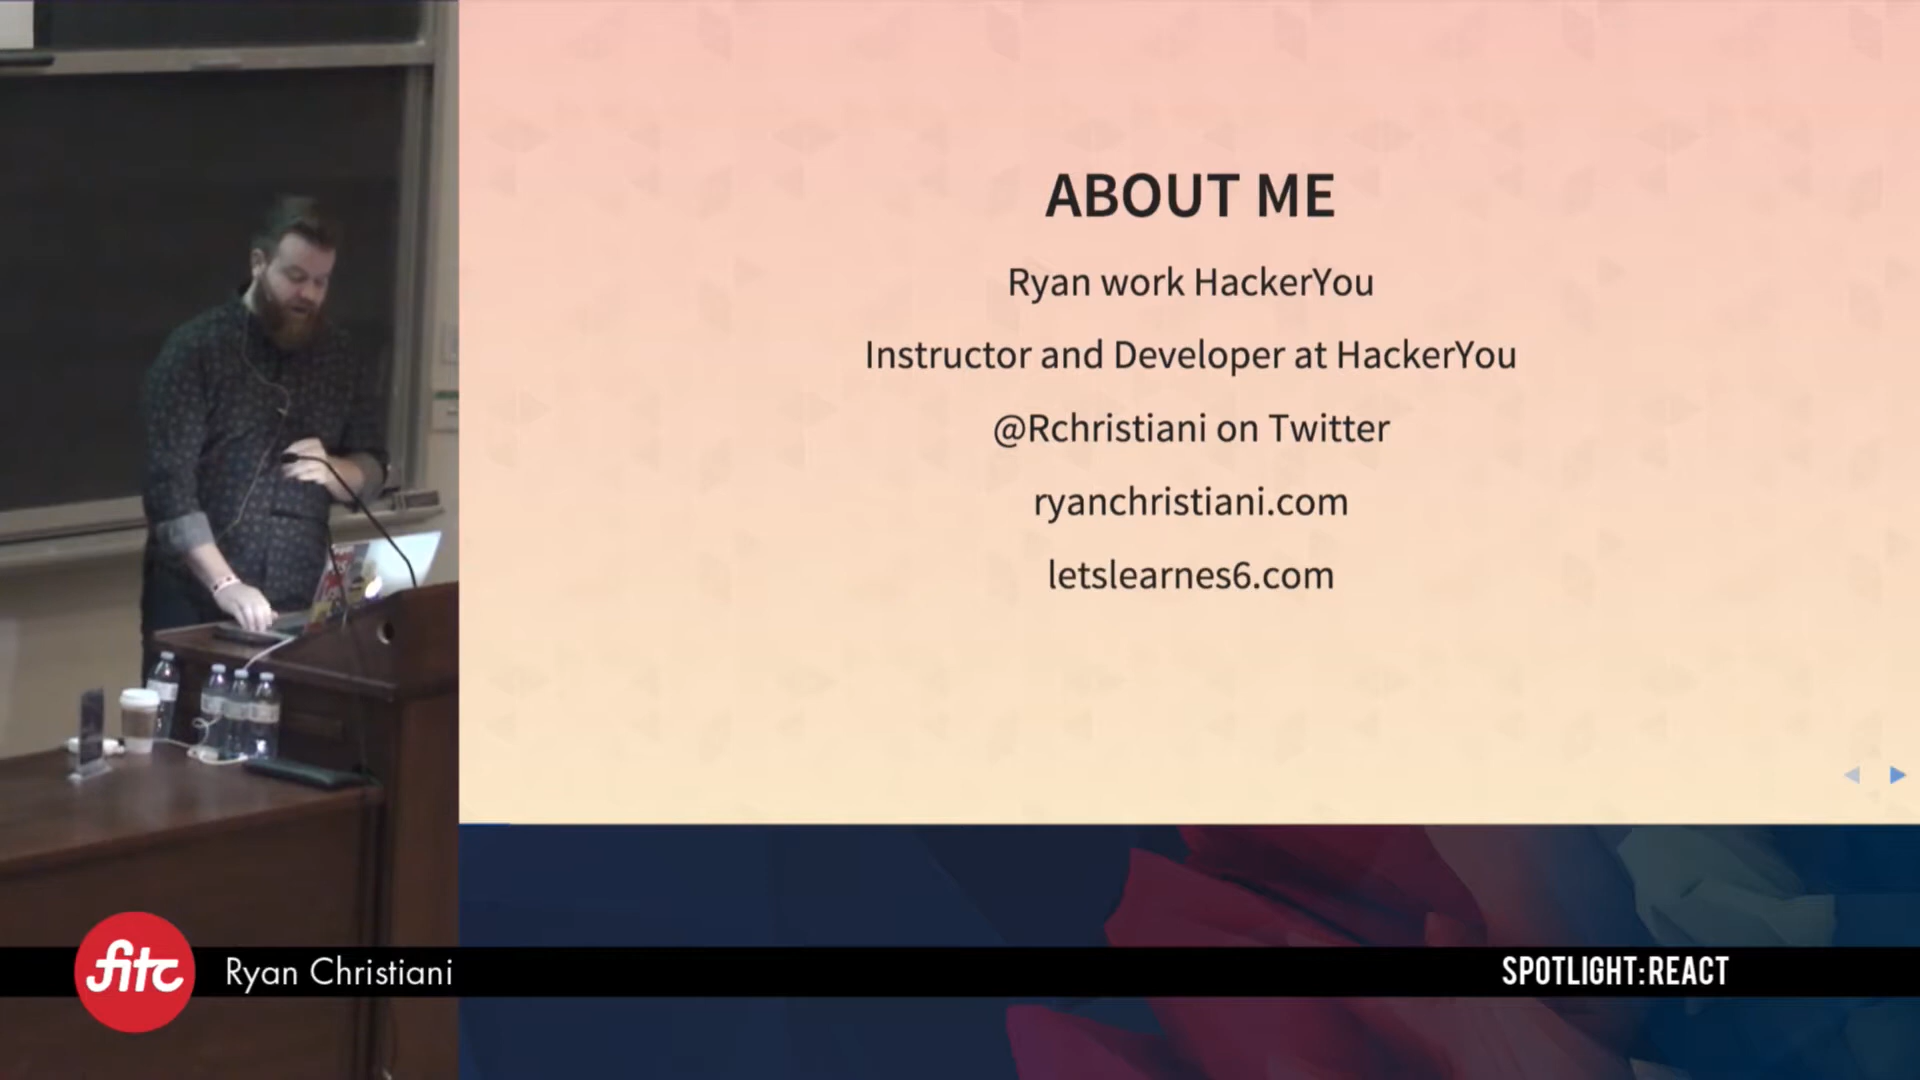 ABOUT ME
Ryan work HackerYou
Instructor and Developer at HackerYou
@Rchristiani on Twitter
ryanchristiani.com
letslearnes6.com
fitc
Ryan Christiani
SPOTLIGHT:REACT